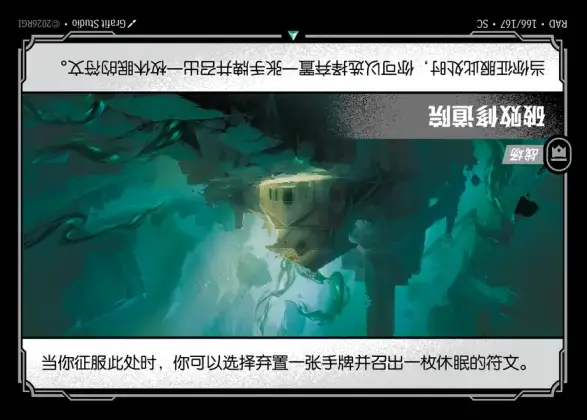 RAD • 166/167 • SC
Grafit Studio • ©2026RGI
当你征服此处时，你可以选择弃置一张手牌并召出一枚休眠的符文。
破败修道院
战场
当你征服此处时，你可以选择弃置一张手牌并召出一枚休眠的符文。